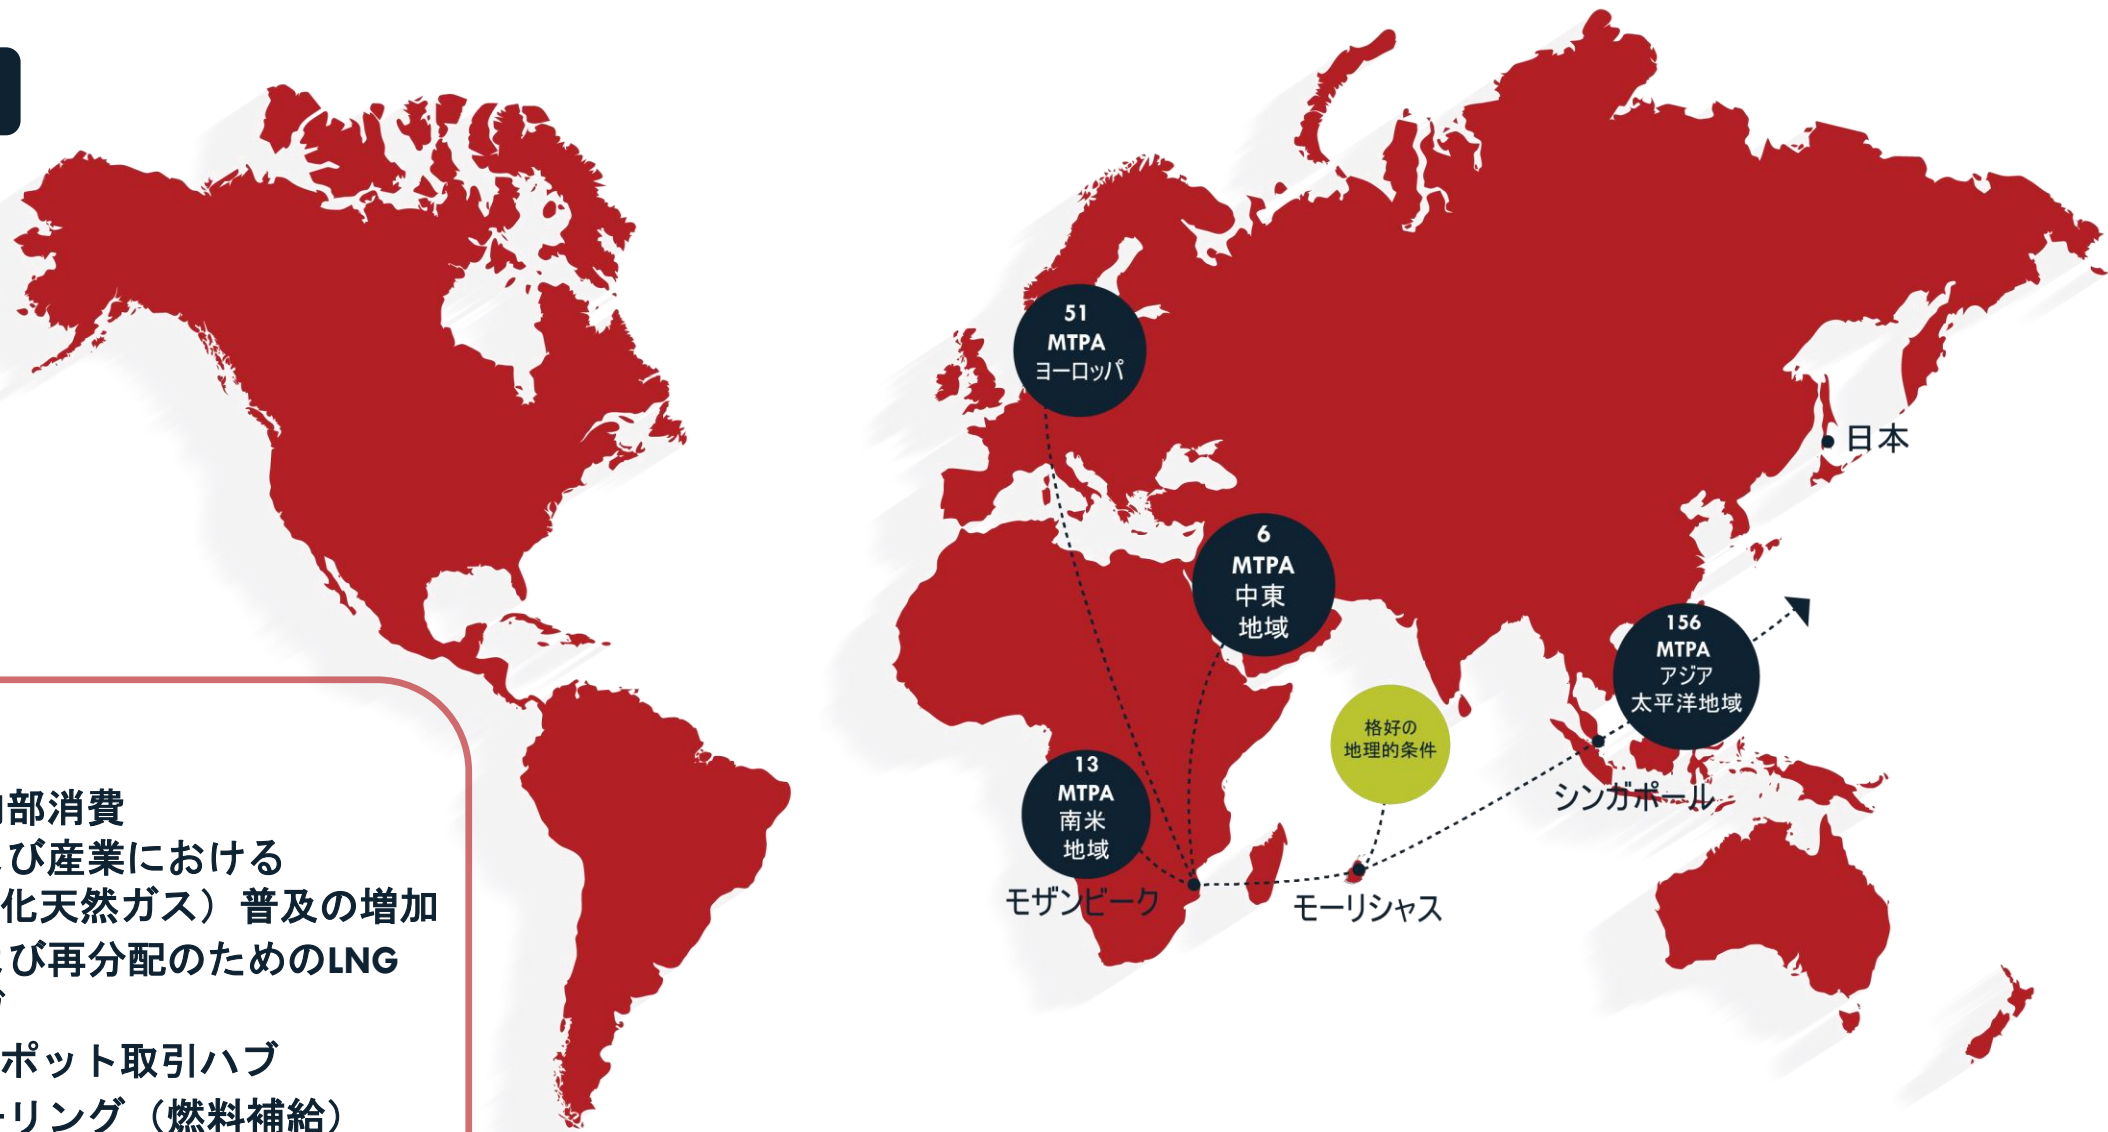 51
MTPA
ヨーロッパ
日本
6
MTPA
中東
地域
156
MTPA
アジア
太平洋地域
格好の
地理的条件
13
MTPA
南米
地域
シンガポール
モザンビーク
モーリシャス
部消費
び産業における
化天然ガス）普及の増加
び再分配のためのLNG
ポット取引ハブ
リング（燃料補給）